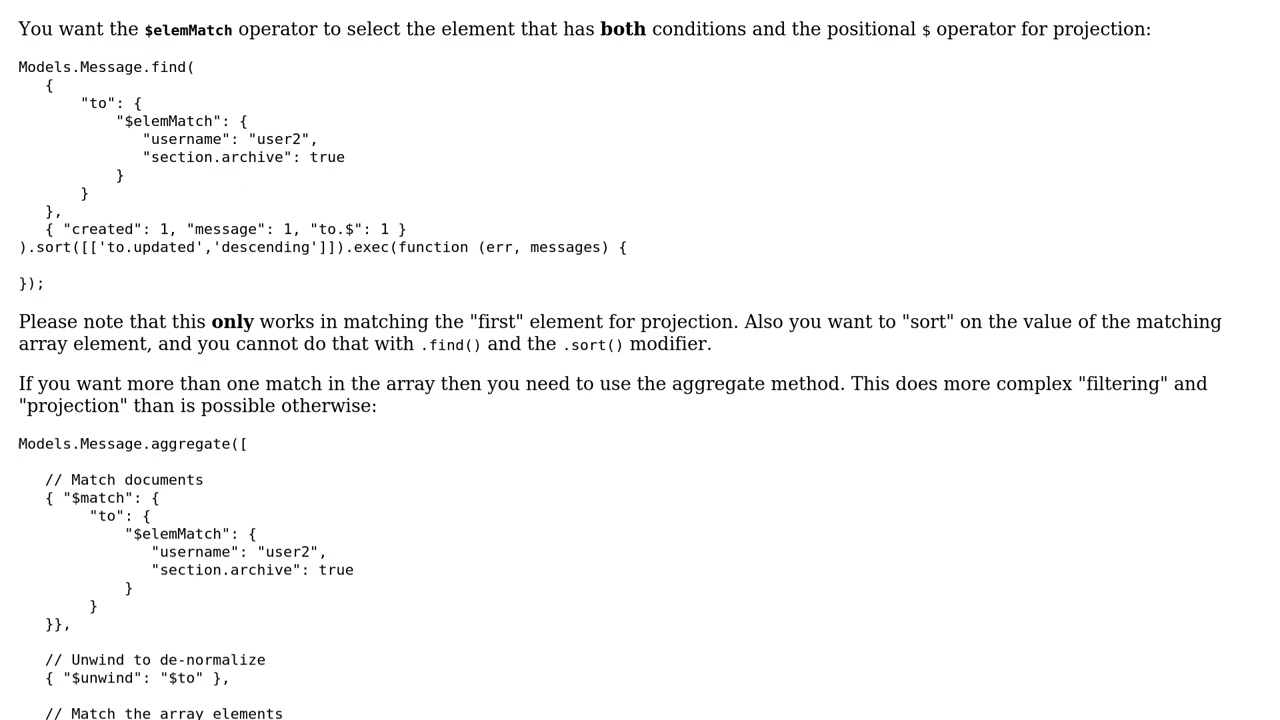 You want the $elemMatch operator to select the element that has both conditions and the positional $ operator for projection:
Models.Message.find(
   {
       "to": {
           "$elemMatch": {
              "username": "user2",
              "section.archive": true
           }
       }
   },
   { "created": 1, "message": 1, "to.$": 1 }
).sort([['to.updated','descending']]).exec(function (err, messages) {
});
Please note that this only works in matching the "first" element for projection. Also you want to "sort" on the value of the matching
array element, and you cannot do that with .find() and the .sort() modifier.
If you want more than one match in the array then you need to use the aggregate method. This does more complex "filtering" and
"projection" than is possible otherwise:
Models.Message.aggregate([
   // Match documents
   { "$match": {
        "to": {
            "$elemMatch": {
               "username": "user2",
               "section.archive": true
            }
        }
   }},
   // Unwind to de-normalize
   { "$unwind": "$to" },
   // Match the array elements